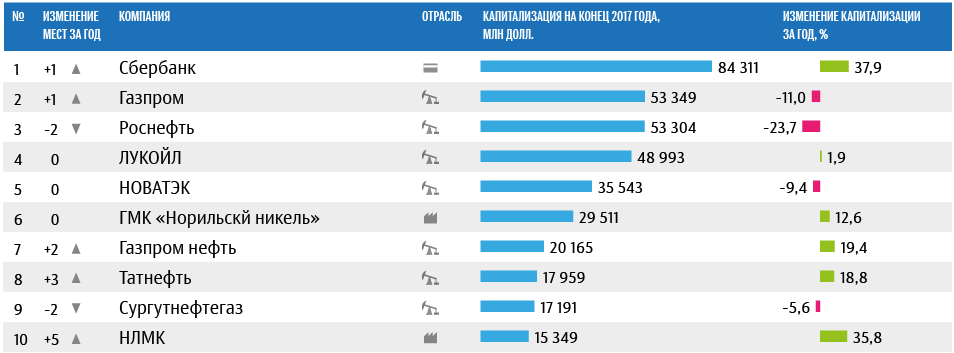 № ИЗМЕНЕНИЕ МЕСТ ЗА ГОД КОМПАНИЯ ОТРАСЛЬ КАПИТАЛИЗАЦИЯ НА КОНЕЦ 2017 ГОДА, МЛН ДОЛЛ. ИЗМЕНЕНИЕ КАПИТАЛИЗАЦИИ ЗА ГОД, %
1 +1 Сбербанк 84 311 37,9
2 +1 Газпром 53 349 -11,0
3 -2 Роснефть 53 304 -23,7
4 0 ЛУКОЙЛ 48 993 1,9
5 0 НОВАТЭК 35 543 -9,4
6 0 ГМК «Норильскй никель» 29 511 12,6
7 +2 Газпром нефть 20 165 19,4
8 +3 Татнефть 17 959 18,8
9 -2 Сургутнефтегаз 17 191 -5,6
10 +5 НЛМК 15 349 35,8